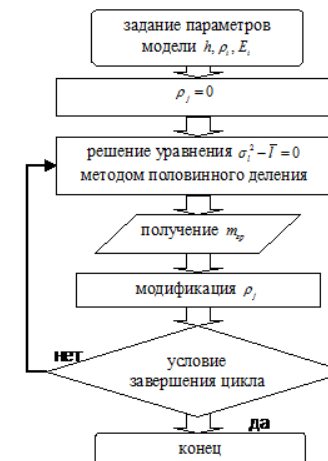 задание параметров
модели h, ρᵢ, Eᵢ
ρⱼ = 0
решение уравнения σᵢ² − I̅ = 0
методом половинного деления
получение mᵍᵖ
модификация ρⱼ
нет
условие
завершения цикла
да
конец